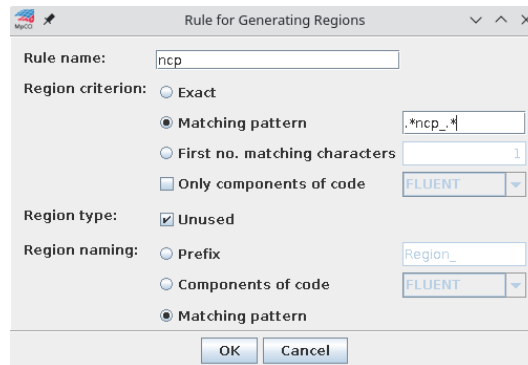 MpCCI
Rule for Generating Regions
Rule name: ncp
Region criterion: Exact
Matching pattern .*ncp_.*
First no. matching characters 1
Only components of code FLUENT
Region type: Unused
Region naming: Prefix Region_
Components of code FLUENT
Matching pattern
OK Cancel